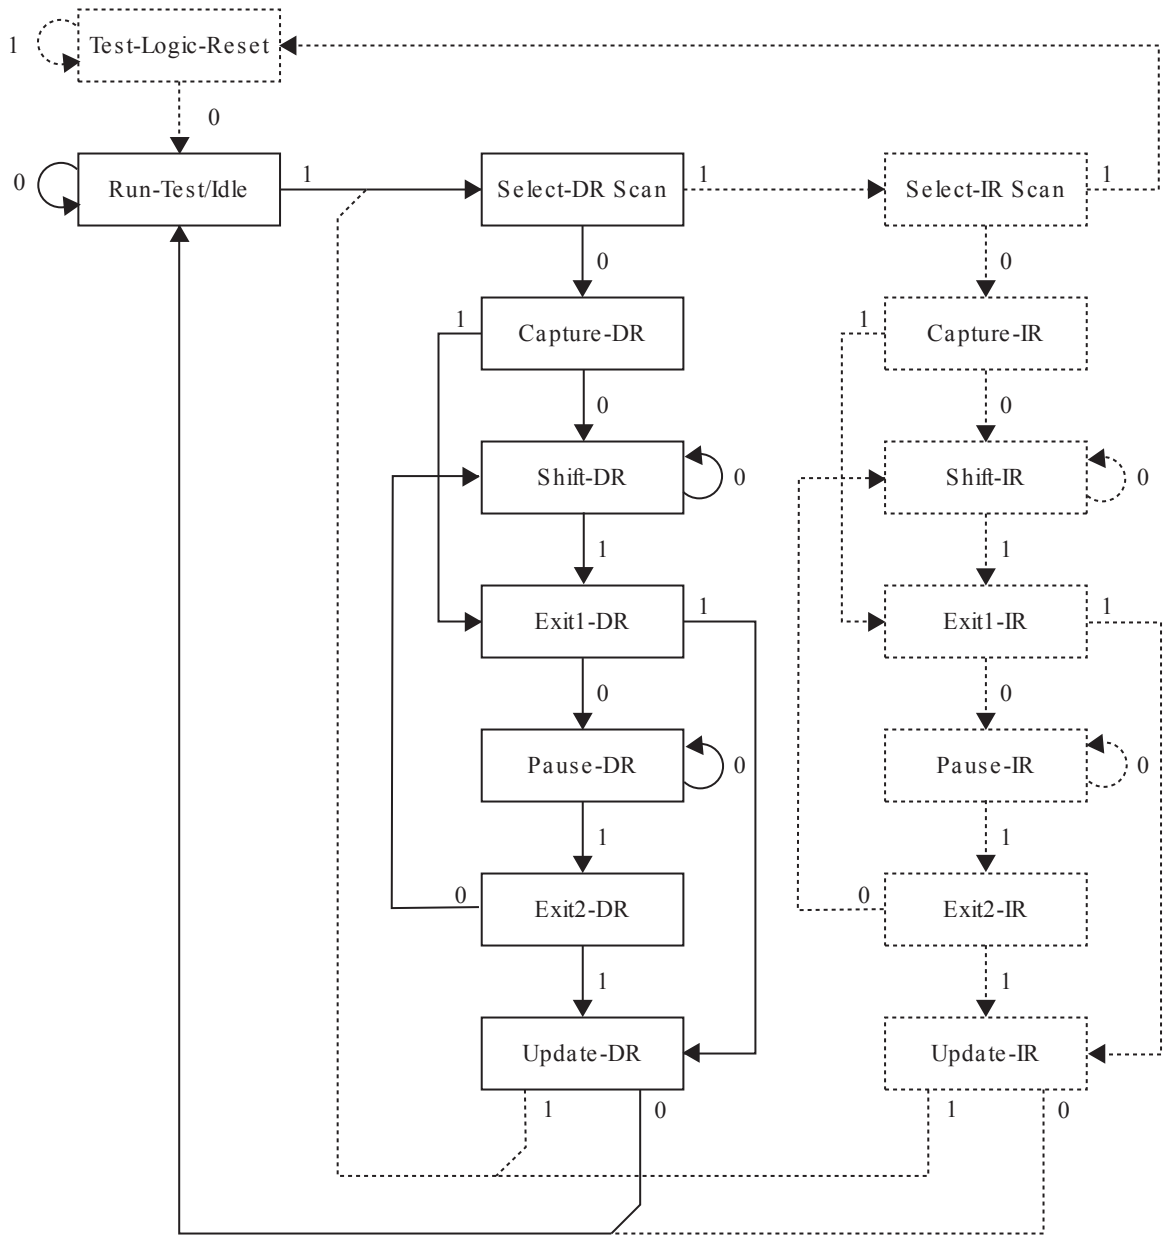 Test-Logic-Reset
1
0
Run-Test/Idle
0
1
Select-DR Scan
1
Select-IR Scan
1
0
0
1
Capture-DR
1
Capture-IR
0
0
Shift-DR
0
Shift-IR
0
1
1
Exit1-DR
1
Exit1-IR
1
0
0
Pause-DR
0
Pause-IR
0
1
1
0
Exit2-DR
0
Exit2-IR
1
1
Update-DR
Update-IR
1
0
1
0